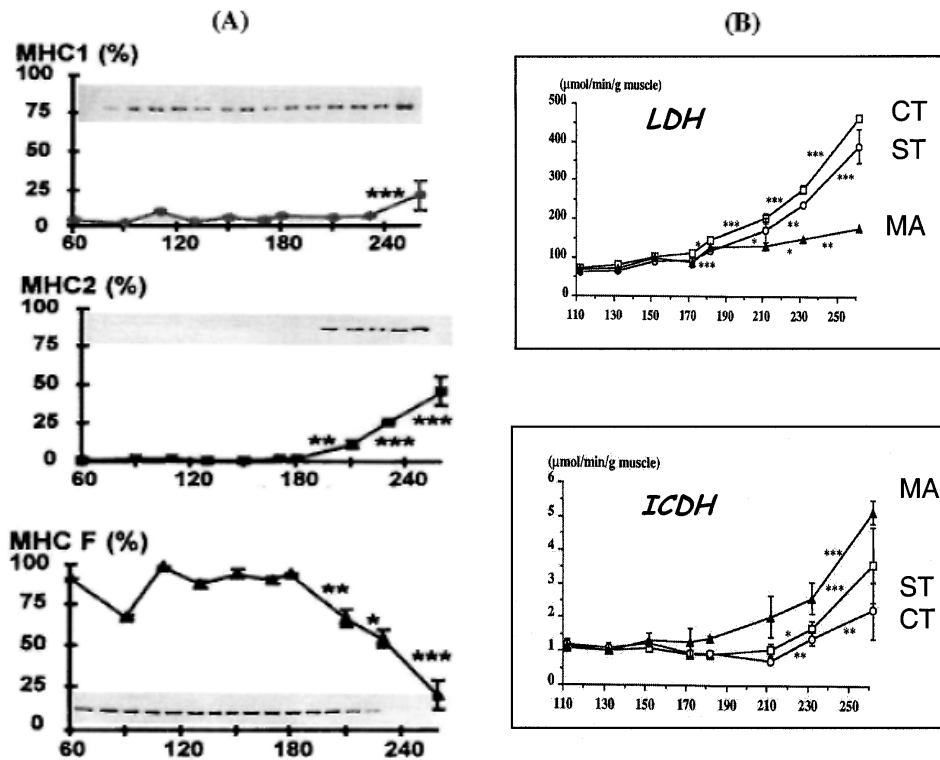 (A)
MHC1 (%)
100
75
50
25
0
***
60 120 180 240
MHC2 (%)
100
75
50
25
0
** *** ***
60 120 180 240
MHC F (%)
100
75
50
25
0
** * ***
60 120 180 240
(B)
(μmol/min/g muscle)
LDH
500
400
300
200
100
0
CT
ST
MA
*** *** *** *** ** * *** * * **
110 130 150 170 190 210 230 250
(μmol/min/g muscle)
ICDH
6
5
4
3
2
1
0
MA
ST
CT
*** *** * ** **
110 130 150 170 190 210 230 250